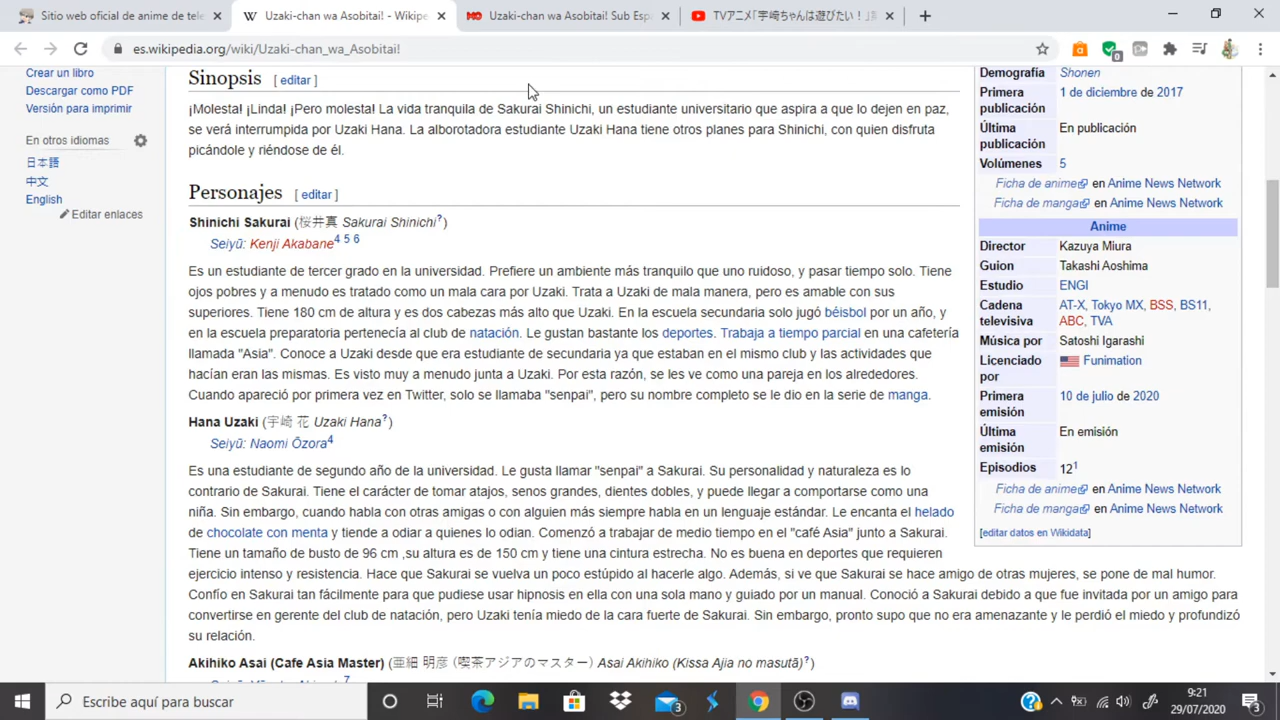 Sitio web oficial de anime de tele
Uzaki-chan wa Asobitai! - Wikipe
Uzaki-chan wa Asobitai! Sub Espa
TVアニメ「宇崎ちゃんは遊びたい！」
es.wikipedia.org/wiki/Uzaki-chan_wa_Asobitai!
0
Crear un libro
Descargar como PDF
Versión para imprimir
En otros idiomas
日本語
中文
English
Editar enlaces
Sinopsis [ editar ]
¡Molesta! ¡Linda! ¡Pero molesta! La vida tranquila de Sakurai Shinichi, un estudiante universitario que aspira a que lo dejen en paz,
se verá interrumpida por Uzaki Hana. La alborotadora estudiante Uzaki Hana tiene otros planes para Shinichi, con quien disfruta
picándole y riéndose de él.
Personajes [ editar ]
Shinichi Sakurai (桜井真 Sakurai Shinichi?)
Seiyū: Kenji Akabane4 5 6
Es un estudiante de tercer grado en la universidad. Prefiere un ambiente más tranquilo que uno ruidoso, y pasar tiempo solo. Tiene
ojos pobres y a menudo es tratado como un mala cara por Uzaki. Trata a Uzaki de mala manera, pero es amable con sus
superiores. Tiene 180 cm de altura y es dos cabezas más alto que Uzaki. En la escuela secundaria solo jugó béisbol por un año, y
en la escuela preparatoria pertenecía al club de natación. Le gustan bastante los deportes. Trabaja a tiempo parcial en una cafetería
llamada "Asia". Conoce a Uzaki desde que era estudiante de secundaria ya que estaban en el mismo club y las actividades que
hacían eran las mismas. Es visto muy a menudo junta a Uzaki. Por esta razón, se les ve como una pareja en los alrededores.
Cuando apareció por primera vez en Twitter, solo se llamaba "senpai", pero su nombre completo se le dio en la serie de manga.
Hana Uzaki (宇崎 花 Uzaki Hana?)
Seiyū: Naomi Ōzora4
Es una estudiante de segundo año de la universidad. Le gusta llamar "senpai" a Sakurai. Su personalidad y naturaleza es lo
contrario de Sakurai. Tiene el carácter de tomar atajos, senos grandes, dientes dobles, y puede llegar a comportarse como una
niña. Sin embargo, cuando habla con otras amigas o con alguien más siempre habla en un lenguaje estándar. Le encanta el helado
de chocolate con menta y tiende a odiar a quienes lo odian. Comenzó a trabajar de medio tiempo en el "café Asia" junto a Sakurai.
Tiene un tamaño de busto de 96 cm ,su altura es de 150 cm y tiene una cintura estrecha. No es buena en deportes que requieren
ejercicio intenso y resistencia. Hace que Sakurai se vuelva un poco estúpido al hacerle algo. Además, si ve que Sakurai se hace amigo de otras mujeres, se pone de mal humor.
Confío en Sakurai tan fácilmente para que pudiese usar hipnosis en ella con una sola mano y guiado por un manual. Conoció a Sakurai debido a que fue invitada por un amigo para
convertirse en gerente del club de natación, pero Uzaki tenía miedo de la cara fuerte de Sakurai. Sin embargo, pronto supo que no era amenazante y le perdió el miedo y profundizó
su relación.
Akihiko Asai (Cafe Asia Master) (亜細 明彦 (喫茶アジアのマスター) Asai Akihiko (Kissa Ajia no masutā)?)
7
Demografía Shonen
Primera publicación 1 de diciembre de 2017
Última publicación En publicación
Volúmenes 5
Ficha de anime en Anime News Network
Ficha de manga en Anime News Network
Anime
Director Kazuya Miura
Guion Takashi Aoshima
Estudio ENGI
Cadena televisiva AT-X, Tokyo MX, BSS, BS11,
ABC, TVA
Música por Satoshi Igarashi
Licenciado por Funimation
Primera emisión 10 de julio de 2020
Última emisión En emisión
Episodios 121
Ficha de anime en Anime News Network
Ficha de manga en Anime News Network
[editar datos en Wikidata]
Escribe aquí para buscar
3
9:21
29/07/2020
3